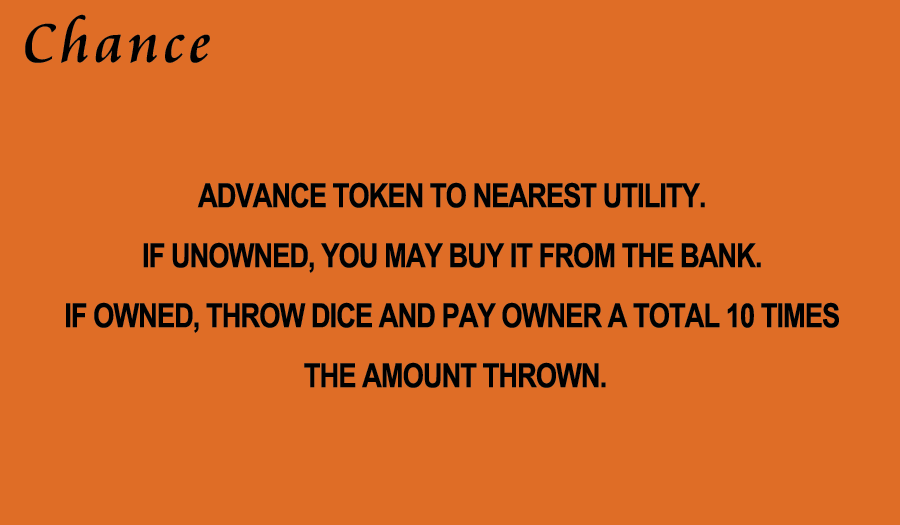 Chance
ADVANCE TOKEN TO NEAREST UTILITY.
IF UNOWNED, YOU MAY BUY IT FROM THE BANK.
IF OWNED, THROW DICE AND PAY OWNER A TOTAL 10 TIMES
THE AMOUNT THROWN.